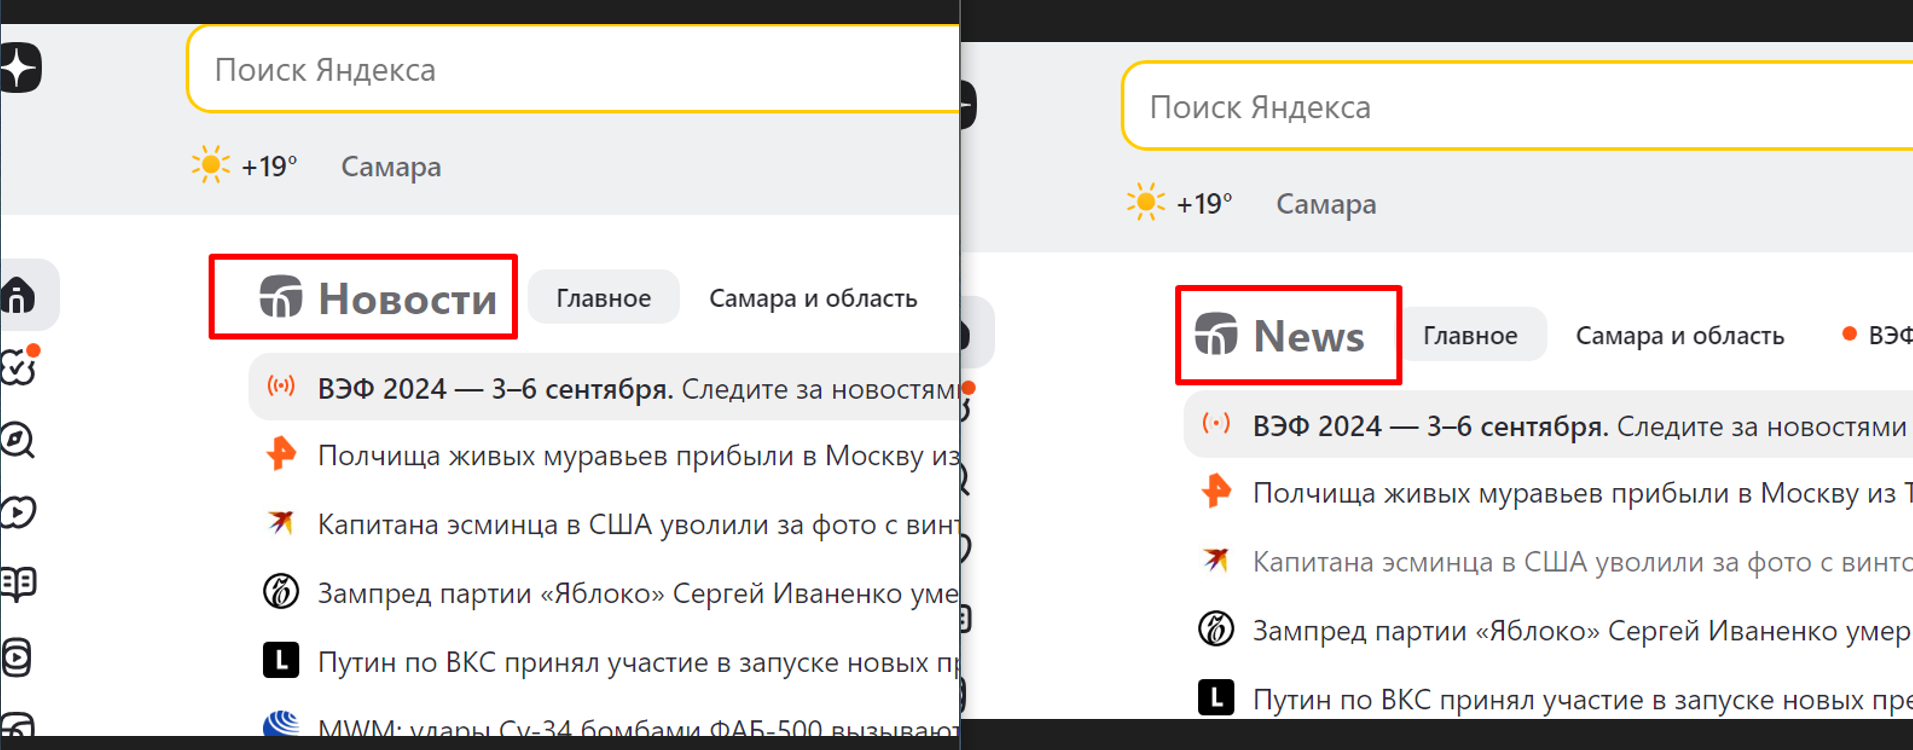 Поиск Яндекса
+19° Самара
Новости Главное Самара и область
ВЭФ 2024 — 3–6 сентября. Следите за новостями
Полчища живых муравьев прибыли в Москву из
Капитана эсминца в США уволили за фото с винт
Зампред партии «Яблоко» Сергей Иваненко уме
L Путин по ВКС принял участие в запуске новых п
MWM: удары Су-34 бомбами ФАБ-500 вызывают
Поиск Яндекса
+19° Самара
News Главное Самара и область ВЭФ
ВЭФ 2024 — 3–6 сентября. Следите за новостями
Полчища живых муравьев прибыли в Москву из Т
Капитана эсминца в США уволили за фото с винто
Зампред партии «Яблоко» Сергей Иваненко умер
L Путин по ВКС принял участие в запуске новых пре